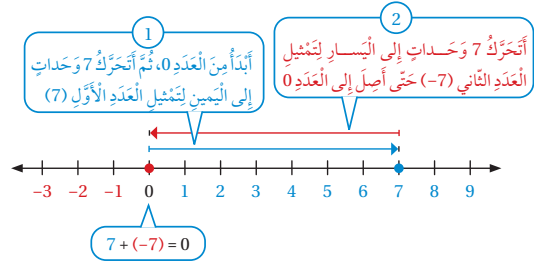 1
أَبْدَأُ مِنَ الْعَدَدِ 0، ثُمَّ أَتَحَرَّكُ 7 وَحَداتٍ
إِلى الْيَمينِ لِتَمْثيلِ الْعَدَدِ الْأَوَّلِ (7)
2
أَتَحَرَّكُ 7 وَحَـــداتٍ إِلى الْيَســـارِ لِتَمْثيلِ
الْعَدَدِ الثّاني (7−) حَتّى أَصِلَ إِلى الْعَدَدِ 0
−3 −2 −1 0 1 2 3 4 5 6 7 8 9
7 + (−7) = 0